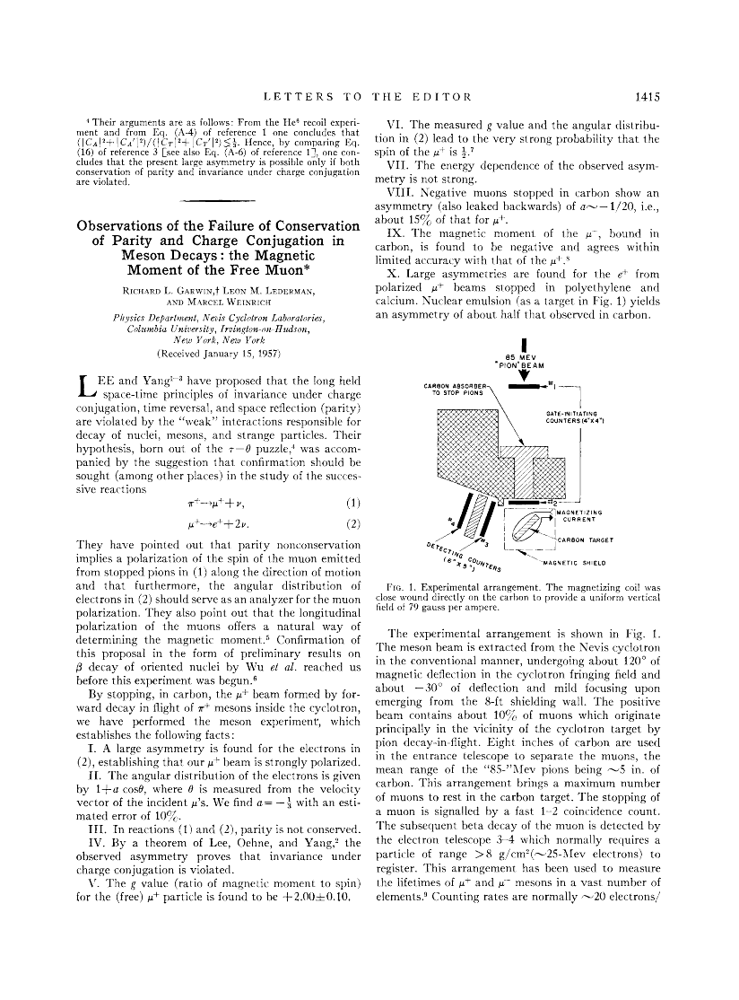 LETTERS TO THE EDITOR 1415
⁴ Their arguments are as follows: From the He⁶ recoil experi-
ment and from Eq. (A-4) of reference 1 one concludes that
(|C_A|²+|C_A'|²)/(|C_T|²+|C_T'|²)≦⅓. Hence, by comparing Eq.
(16) of reference 3 [see also Eq. (A-6) of reference 1], one con-
cludes that the present large asymmetry is possible only if both
conservation of parity and invariance under charge conjugation
are violated.
Observations of the Failure of Conservation
of Parity and Charge Conjugation in
Meson Decays: the Magnetic
Moment of the Free Muon*
RICHARD L. GARWIN,† LEON M. LEDERMAN,
AND MARCEL WEINRICH
Physics Department, Nevis Cyclotron Laboratories,
Columbia University, Irvington-on-Hudson,
New York, New York
(Received January 15, 1957)
LEE and Yang¹⁻³ have proposed that the long held
space-time principles of invariance under charge
conjugation, time reversal, and space reflection (parity)
are violated by the "weak" interactions responsible for
decay of nuclei, mesons, and strange particles. Their
hypothesis, born out of the τ−θ puzzle,⁴ was accom-
panied by the suggestion that confirmation should be
sought (among other places) in the study of the succes-
sive reactions
π⁺→μ⁺+ν, (1)
μ⁺→e⁺+2ν. (2)
They have pointed out that parity nonconservation
implies a polarization of the spin of the muon emitted
from stopped pions in (1) along the direction of motion
and that furthermore, the angular distribution of
electrons in (2) should serve as an analyzer for the muon
polarization. They also point out that the longitudinal
polarization of the muons offers a natural way of
determining the magnetic moment.⁵ Confirmation of
this proposal in the form of preliminary results on
β decay of oriented nuclei by Wu et al. reached us
before this experiment was begun.⁶
By stopping, in carbon, the μ⁺ beam formed by for-
ward decay in flight of π⁺ mesons inside the cyclotron,
we have performed the meson experiment, which
establishes the following facts:
I. A large asymmetry is found for the electrons in
(2), establishing that our μ⁺ beam is strongly polarized.
II. The angular distribution of the electrons is given
by 1+a cosθ, where θ is measured from the velocity
vector of the incident μ's. We find a=−⅓ with an esti-
mated error of 10%.
III. In reactions (1) and (2), parity is not conserved.
IV. By a theorem of Lee, Oehne, and Yang,² the
observed asymmetry proves that invariance under
charge conjugation is violated.
V. The g value (ratio of magnetic moment to spin)
for the (free) μ⁺ particle is found to be +2.00±0.10.
VI. The measured g value and the angular distribu-
tion in (2) lead to the very strong probability that the
spin of the μ⁺ is ½.⁷
VII. The energy dependence of the observed asym-
metry is not strong.
VIII. Negative muons stopped in carbon show an
asymmetry (also leaked backwards) of a∼−1/20, i.e.,
about 15% of that for μ⁺.
IX. The magnetic moment of the μ⁻, bound in
carbon, is found to be negative and agrees within
limited accuracy with that of the μ⁺.⁸
X. Large asymmetries are found for the e⁺ from
polarized μ⁺ beams stopped in polyethylene and
calcium. Nuclear emulsion (as a target in Fig. 1) yields
an asymmetry of about half that observed in carbon.
85 MEV
"PION" BEAM
CARBON ABSORBER
TO STOP PIONS
#1
GATE-INITIATING
COUNTERS (4"X4")
#2
MAGNETIZING
CURRENT
CARBON TARGET
#4
#3
DETECTING COUNTERS
(6" X 5")
MAGNETIC SHIELD
FIG. 1. Experimental arrangement. The magnetizing coil was
close wound directly on the carbon to provide a uniform vertical
field of 79 gauss per ampere.
The experimental arrangement is shown in Fig. 1.
The meson beam is extracted from the Nevis cyclotron
in the conventional manner, undergoing about 120° of
magnetic deflection in the cyclotron fringing field and
about −30° of deflection and mild focusing upon
emerging from the 8-ft shielding wall. The positive
beam contains about 10% of muons which originate
principally in the vicinity of the cyclotron target by
pion decay-in-flight. Eight inches of carbon are used
in the entrance telescope to separate the muons, the
mean range of the "85-"Mev pions being ∼5 in. of
carbon. This arrangement brings a maximum number
of muons to rest in the carbon target. The stopping of
a muon is signalled by a fast 1–2 coincidence count.
The subsequent beta decay of the muon is detected by
the electron telescope 3–4 which normally requires a
particle of range >8 g/cm²(∼25-Mev electrons) to
register. This arrangement has been used to measure
the lifetimes of μ⁺ and μ⁻ mesons in a vast number of
elements.⁹ Counting rates are normally ∼20 electrons/